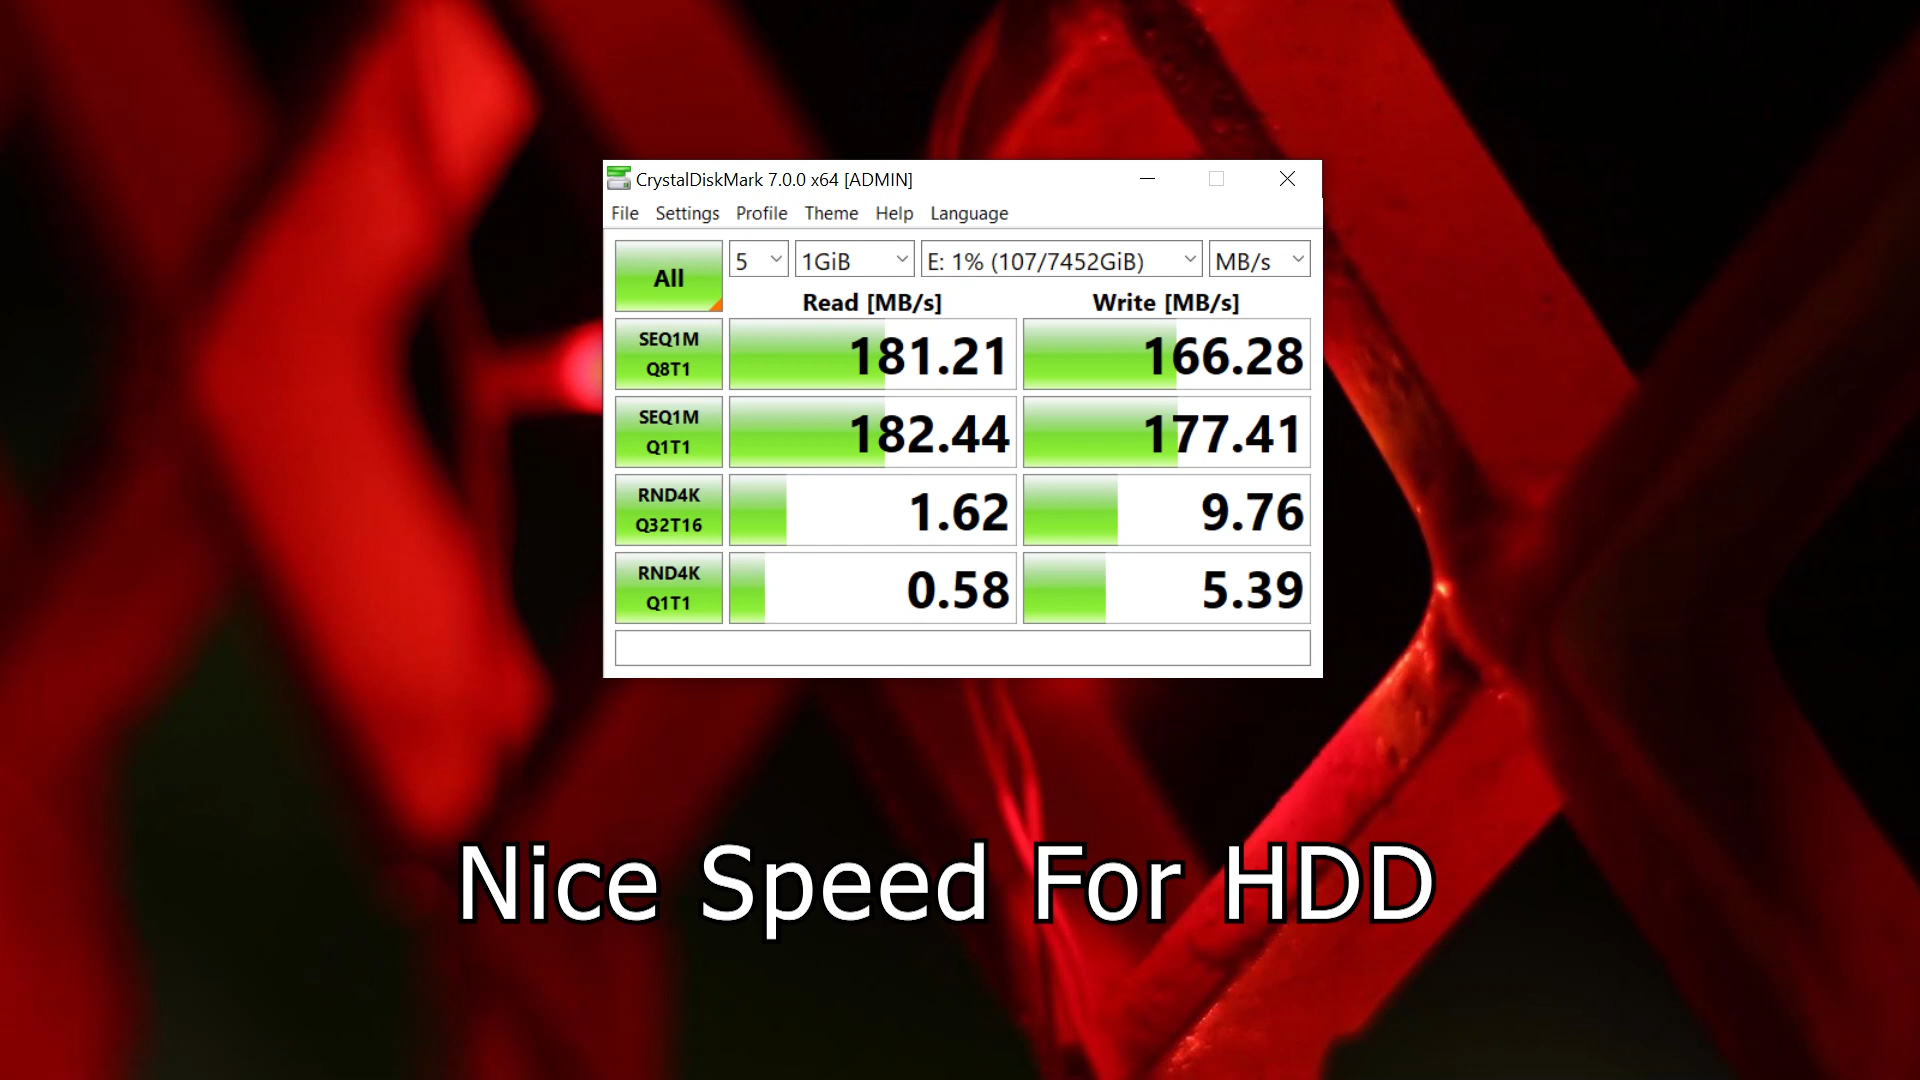 CrystalDiskMark 7.0.0 x64 [ADMIN]
File Settings Profile Theme Help Language
All 5 1GiB E: 1% (107/7452GiB) MB/s
Read [MB/s] Write [MB/s]
SEQ1M
Q8T1 181.21 166.28
SEQ1M
Q1T1 182.44 177.41
RND4K
Q32T16 1.62 9.76
RND4K
Q1T1 0.58 5.39
Nice Speed For HDD